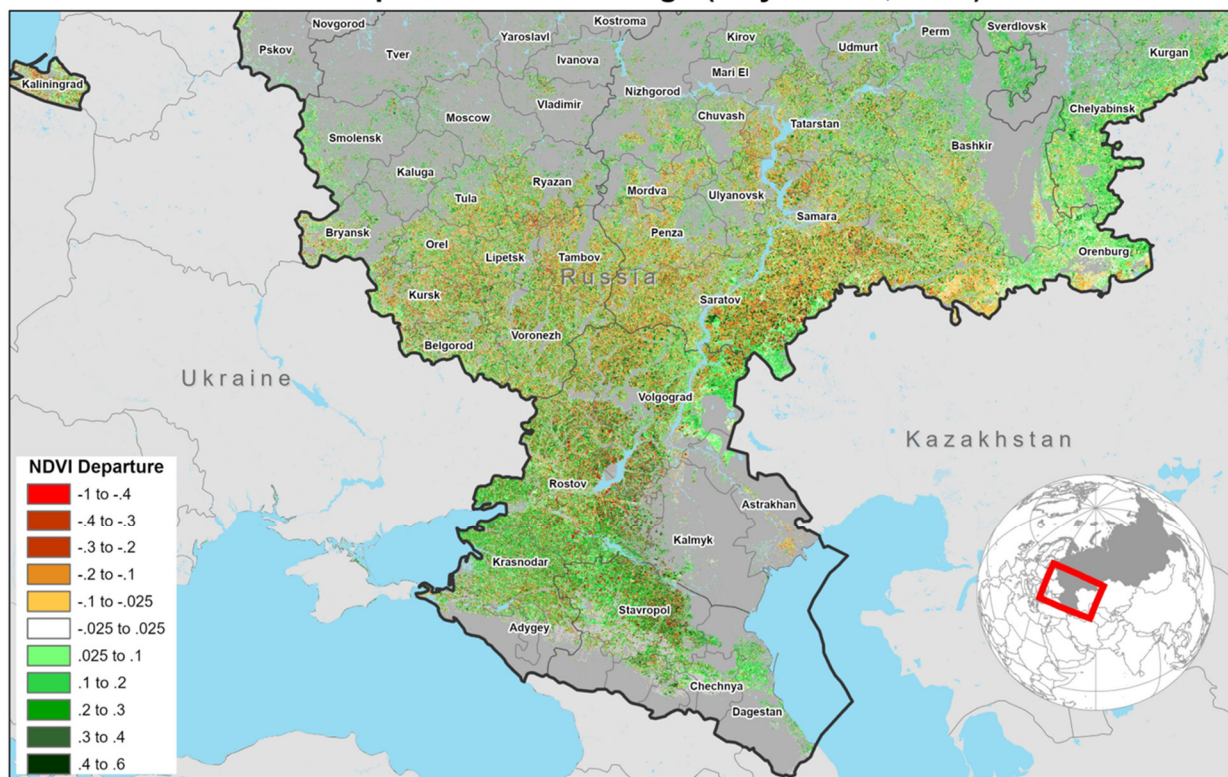 Novgorod
Kostroma
Pskov
Tver
Yaroslavl
Ivanova
Kirov
Udmurt
Perm
Sverdlovsk
Kurgan
Kaliningrad
Mari El
Nizhgorod
Vladimir
Moscow
Chuvash
Tatarstan
Chelyabinsk
Smolensk
Bashkir
Kaluga
Ryazan
Tula
Mordva
Ulyanovsk
Samara
Bryansk
Orel
Penza
Lipetsk
Tambov
Orenburg
Russia
Kursk
Saratov
Voronezh
Belgorod
Ukraine
Volgograd
Kazakhstan
NDVI Departure
-1 to -.4
-.4 to -.3
-.3 to -.2
-.2 to -.1
-.1 to -.025
-.025 to .025
.025 to .1
.1 to .2
.2 to .3
.3 to .4
.4 to .6
Rostov
Astrakhan
Kalmyk
Krasnodar
Stavropol
Adygey
Chechnya
Dagestan